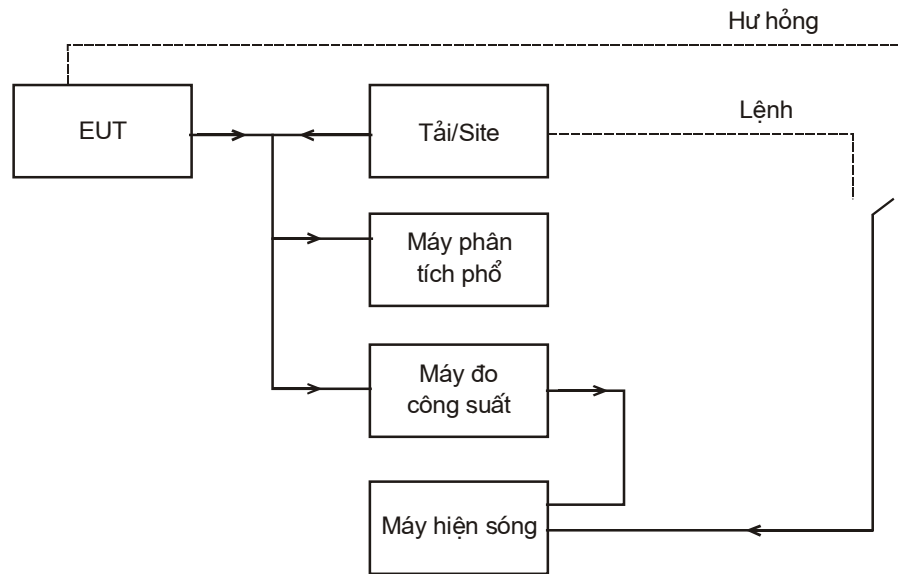 Hư hỏng
Lệnh
EUT
Tải/Site
Máy phân
tích phổ
Máy đo
công suất
Máy hiện sóng